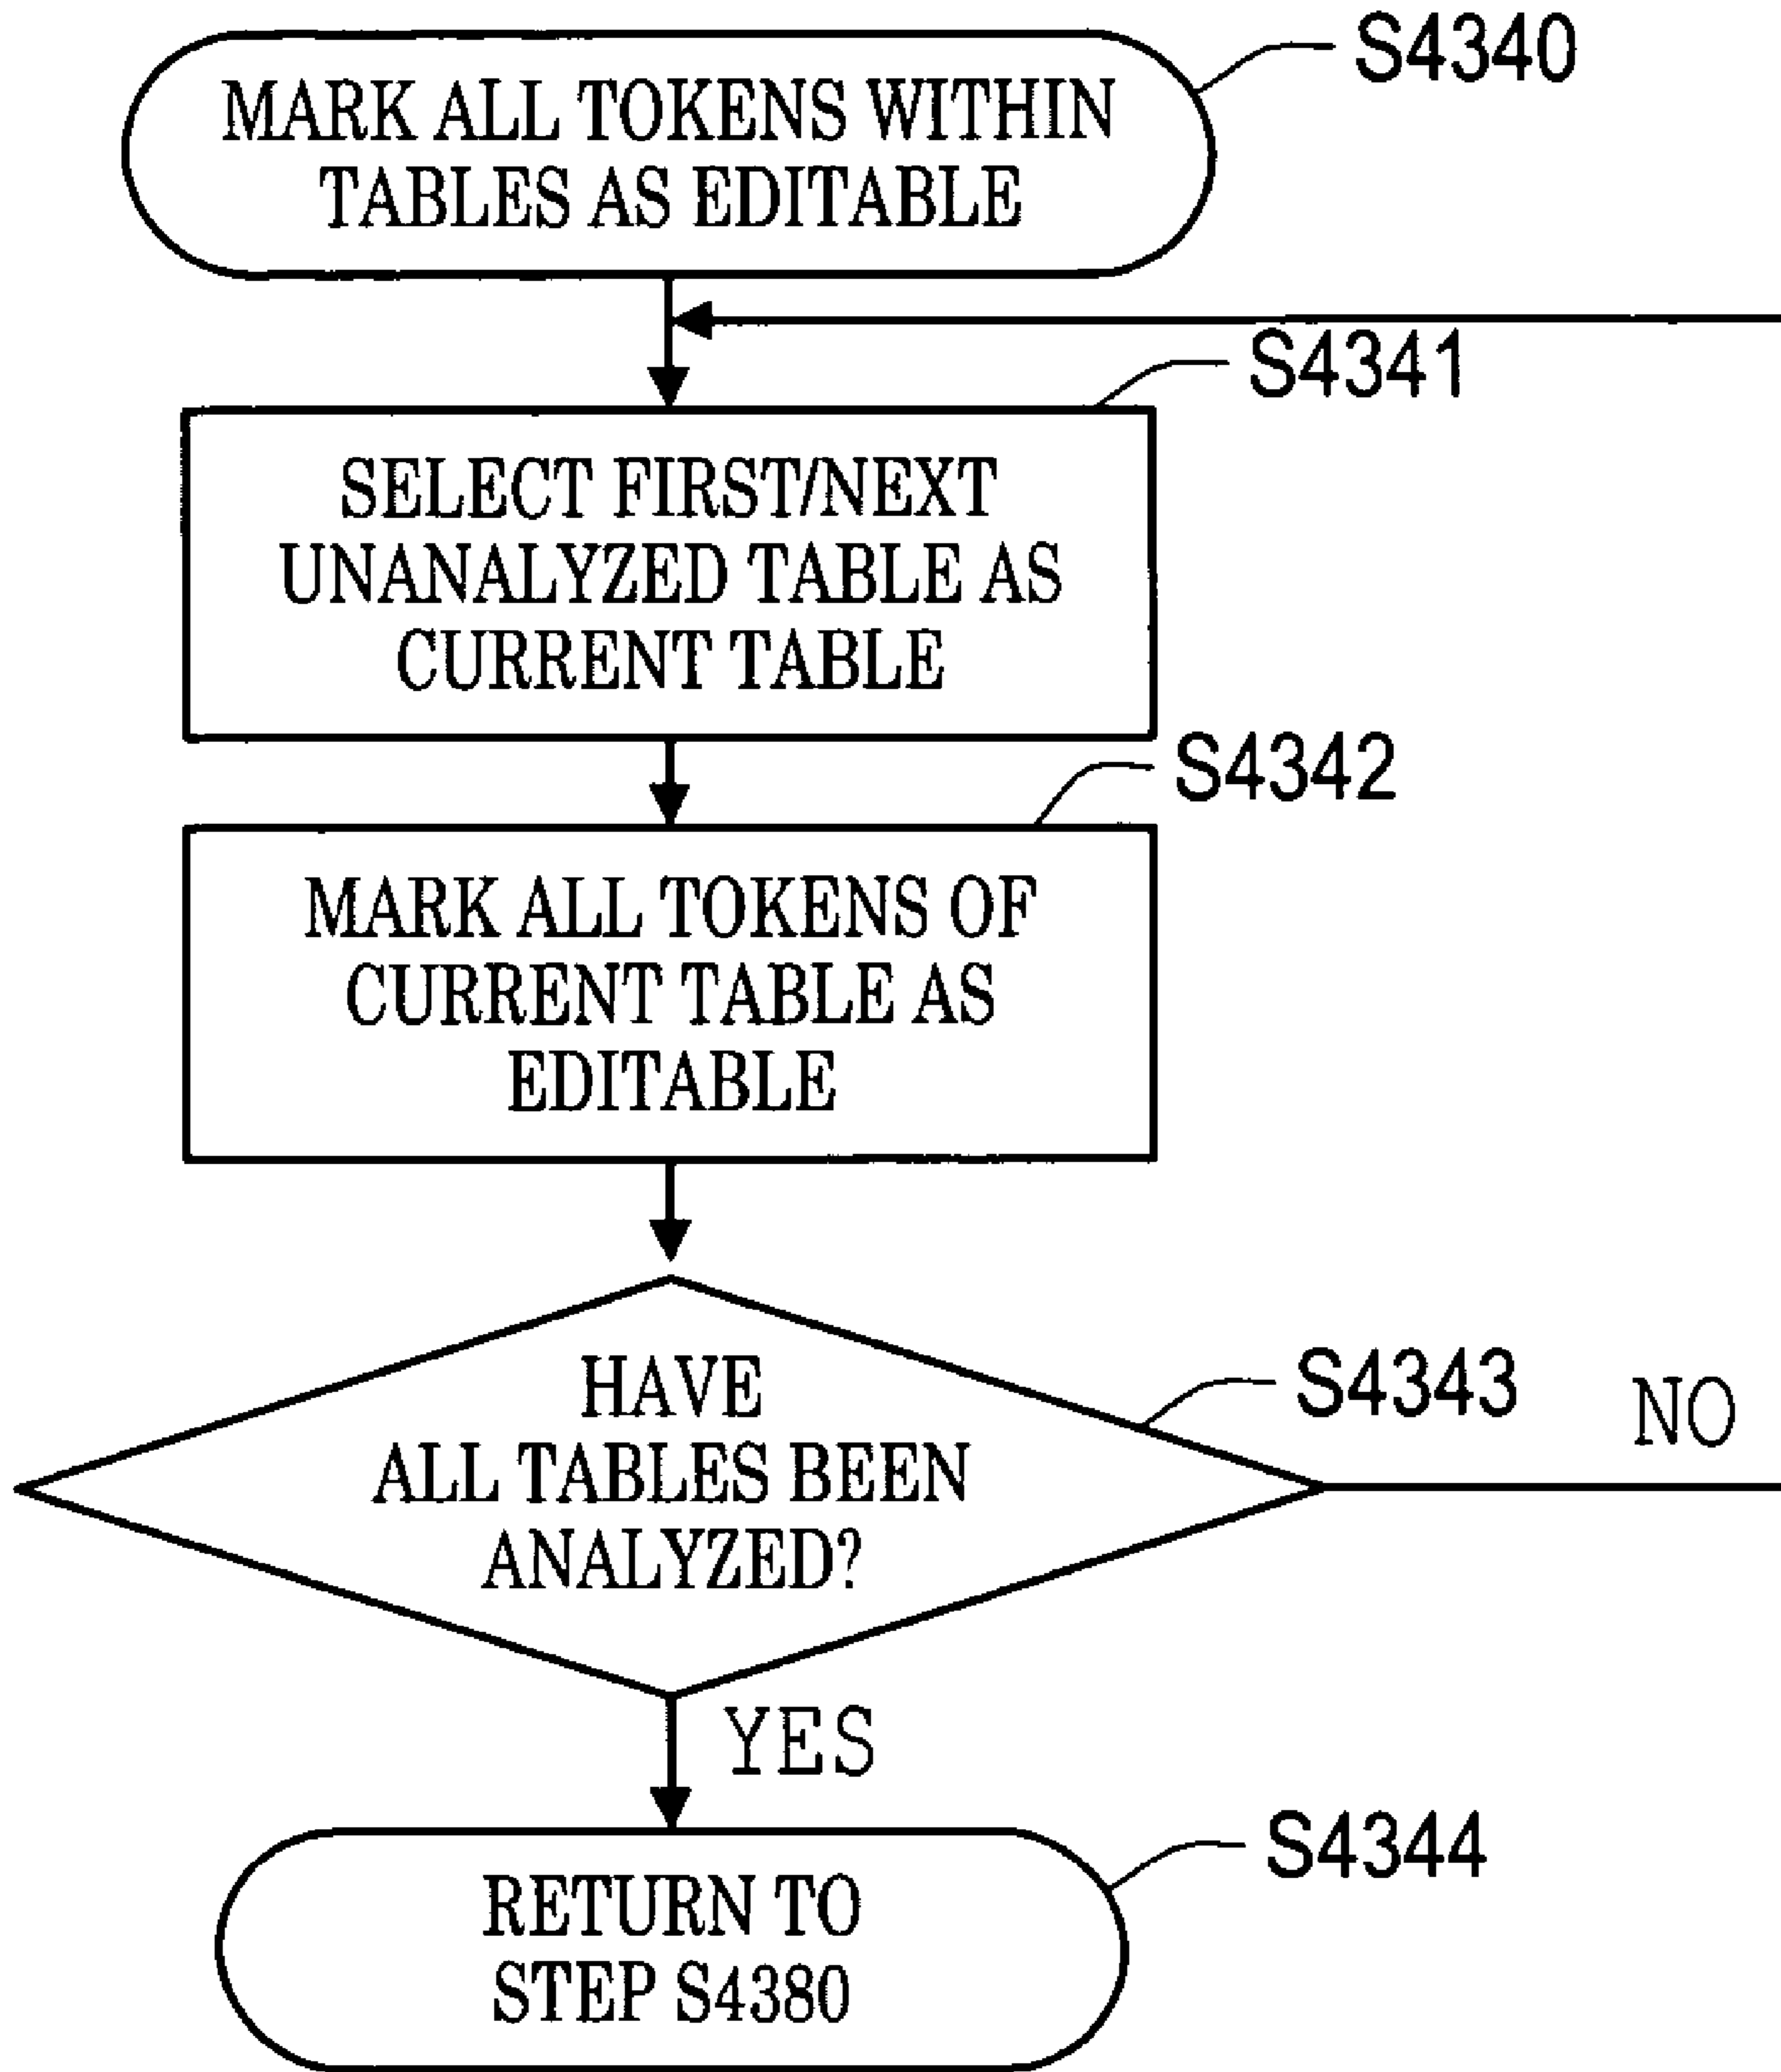 S4340
MARK ALL TOKENS WITHIN
TABLES AS EDITABLE
S4341
SELECT FIRST/NEXT
UNANALYZED TABLE AS
CURRENT TABLE
S4342
MARK ALL TOKENS OF
CURRENT TABLE AS
EDITABLE
S4343
NO
HAVE
ALL TABLES BEEN
ANALYZED?
YES
S4344
RETURN TO
STEP S4380